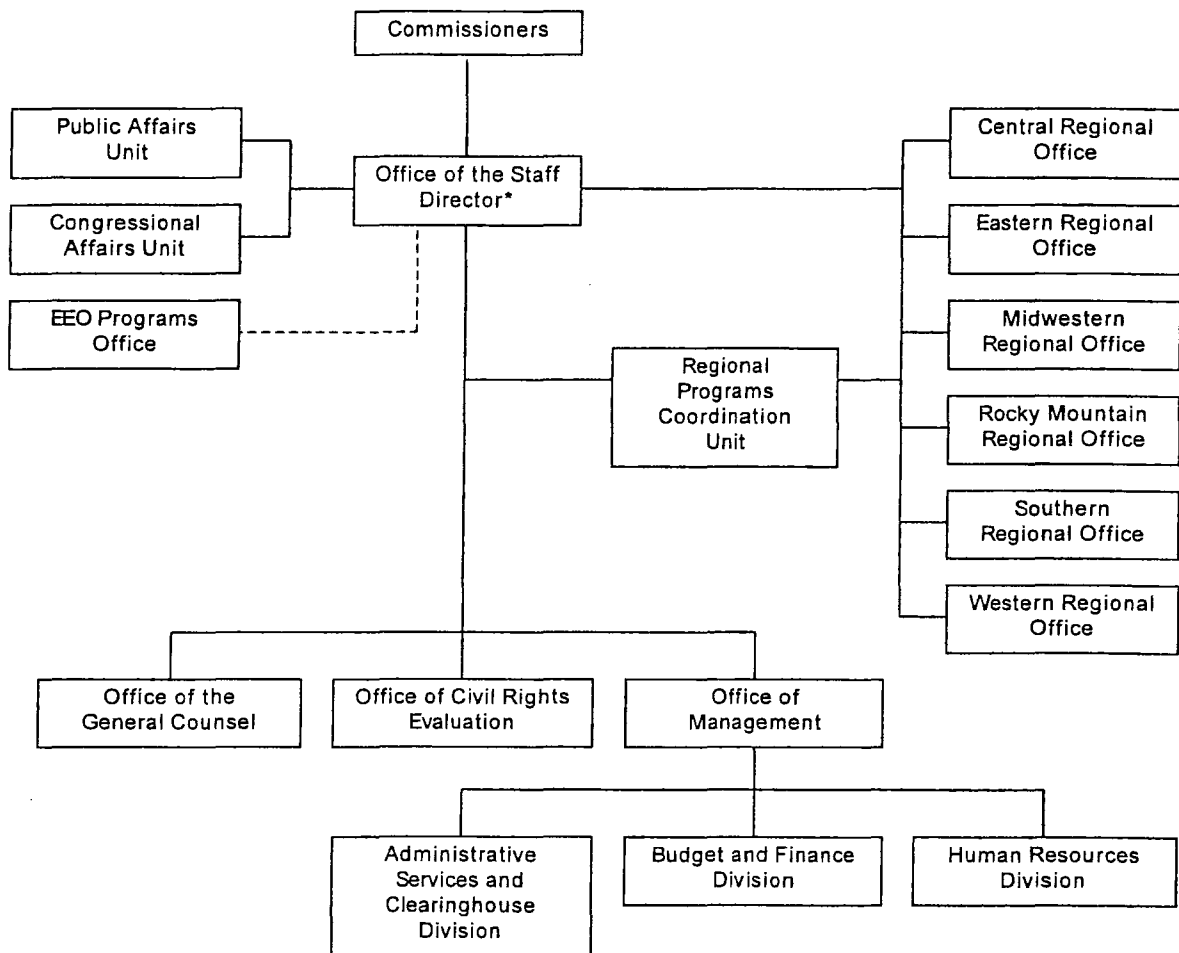 Commissioners
Public Affairs
Unit
Central Regional
Office
Office of the Staff
Director*
Congressional
Affairs Unit
Eastern Regional
Office
EEO Programs
Office
Midwestern
Regional Office
Regional
Programs
Coordination
Unit
Rocky Mountain
Regional Office
Southern
Regional Office
Western Regional
Office
Office of the
General Counsel
Office of Civil Rights
Evaluation
Office of
Management
Administrative
Services and
Clearinghouse
Division
Budget and Finance
Division
Human Resources
Division